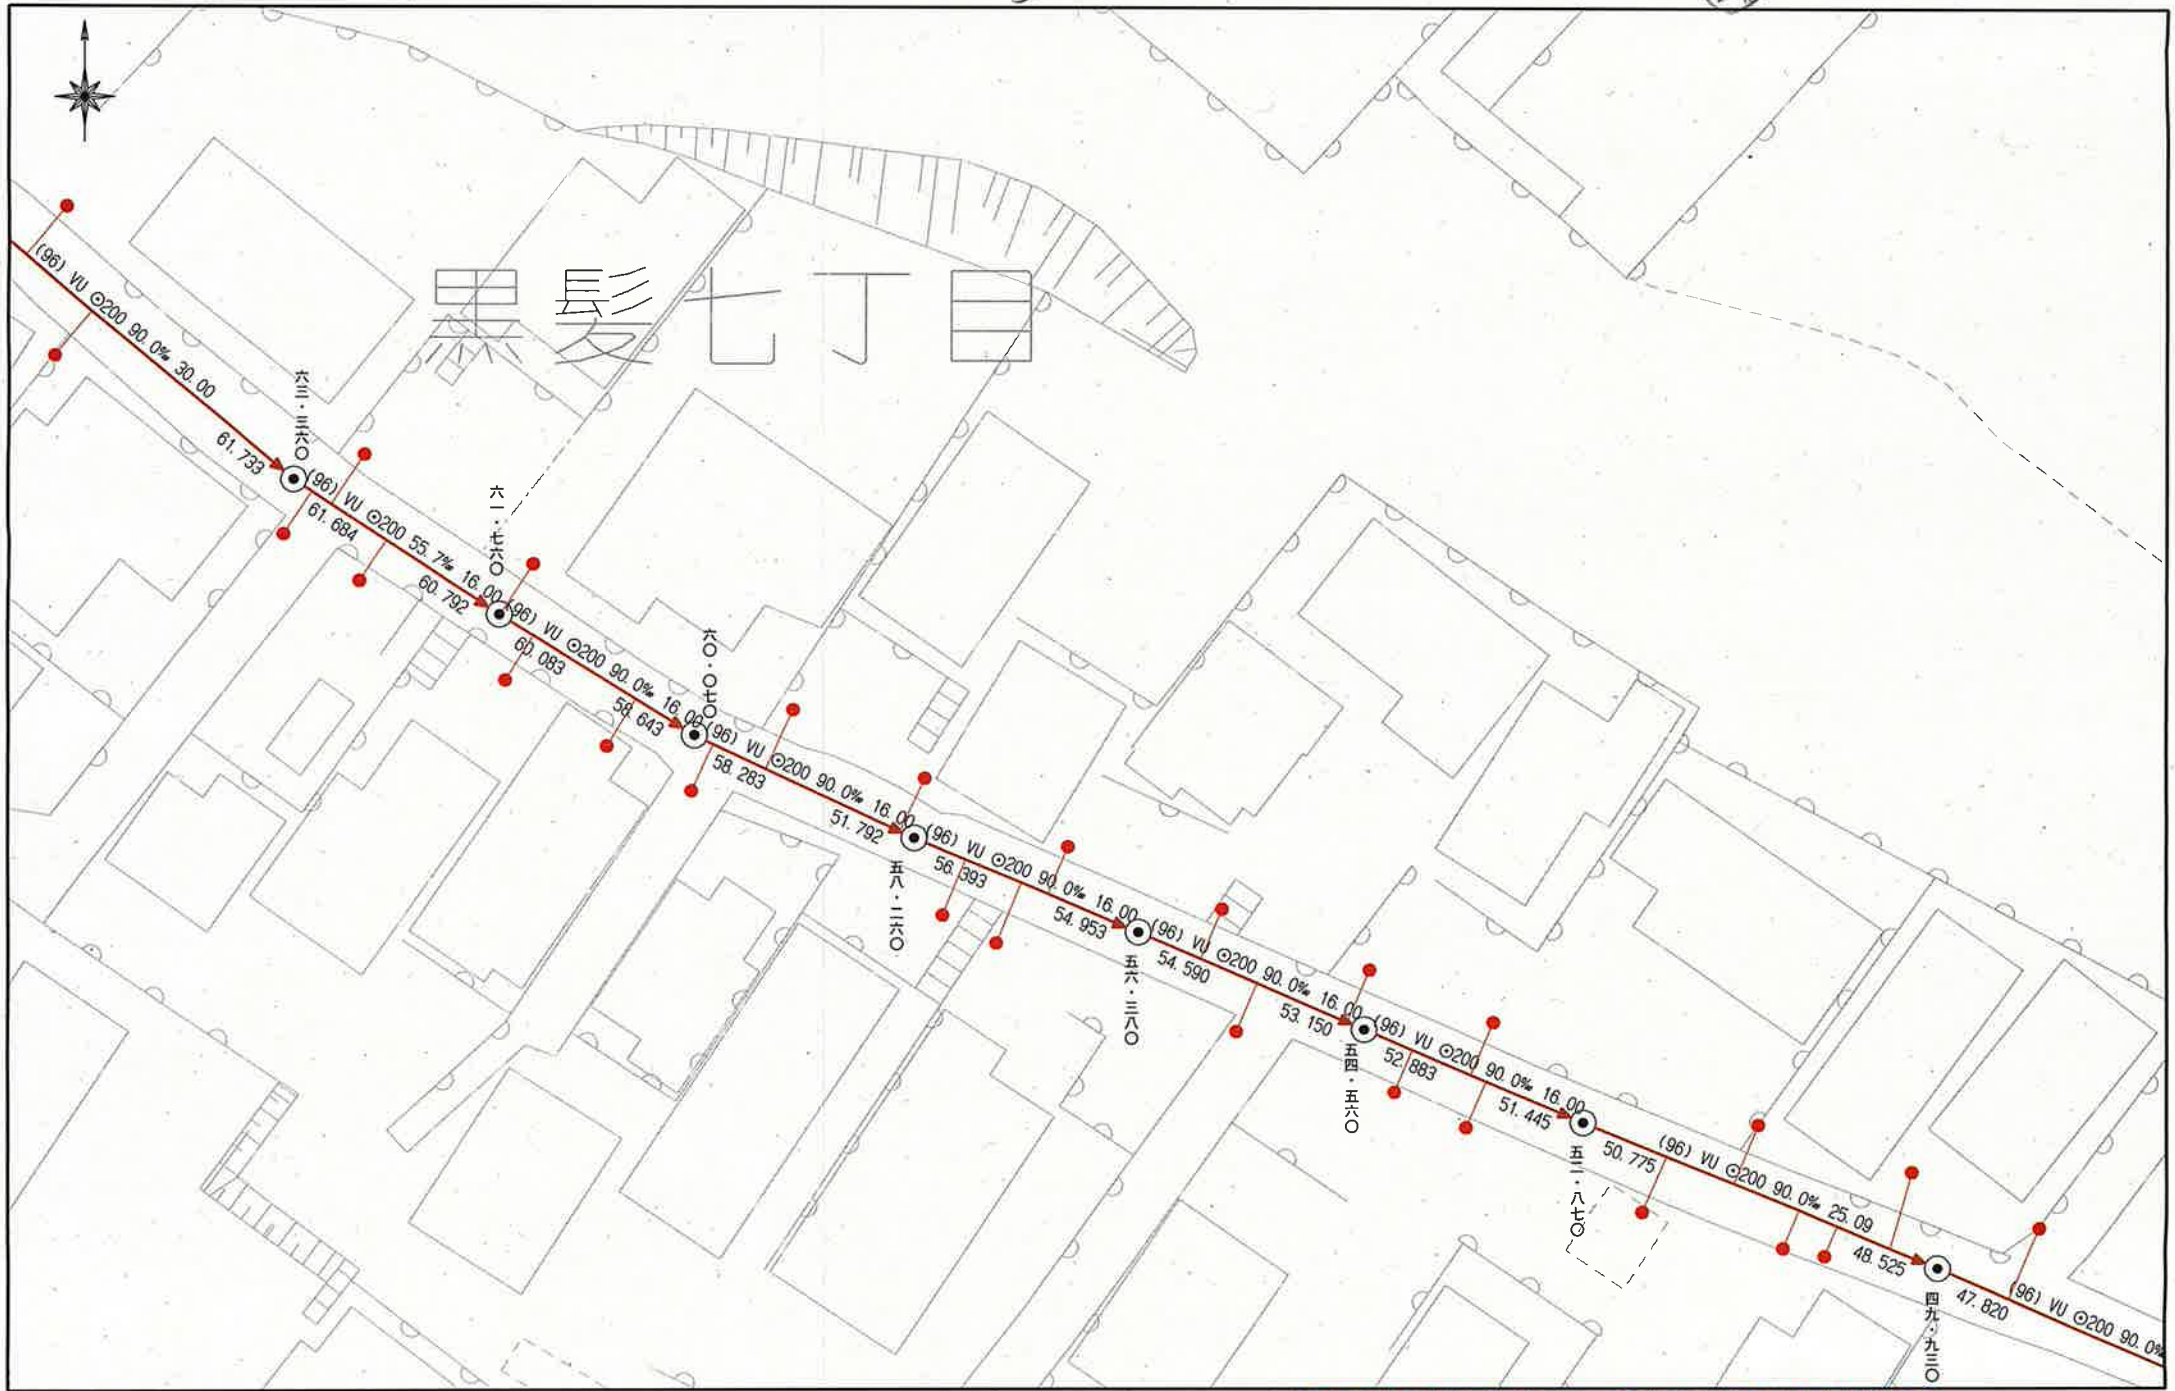 黒髪七丁目
(96) VU ⊙200 90.0‰ 30.00
61.733
六三・三六〇
(96) VU ⊙200 55.7‰ 16.00
61.684
60.792
六一・七六〇
(96) VU ⊙200 90.0‰ 16.00
60.083
58.643
六〇・〇七〇
(96) VU ⊙200 90.0‰ 16.00
58.283
51.792
五八・二六〇
(96) VU ⊙200 90.0‰ 16.00
56.393
54.953
五六・三八〇
(96) VU ⊙200 90.0‰ 16.00
54.590
53.150
五四・五六〇
(96) VU ⊙200 90.0‰ 16.00
52.883
51.445
五二・八七〇
(96) VU ⊙200 90.0‰ 25.09
50.775
48.525
四九・九三〇
(96) VU ⊙200 90.0‰
47.820